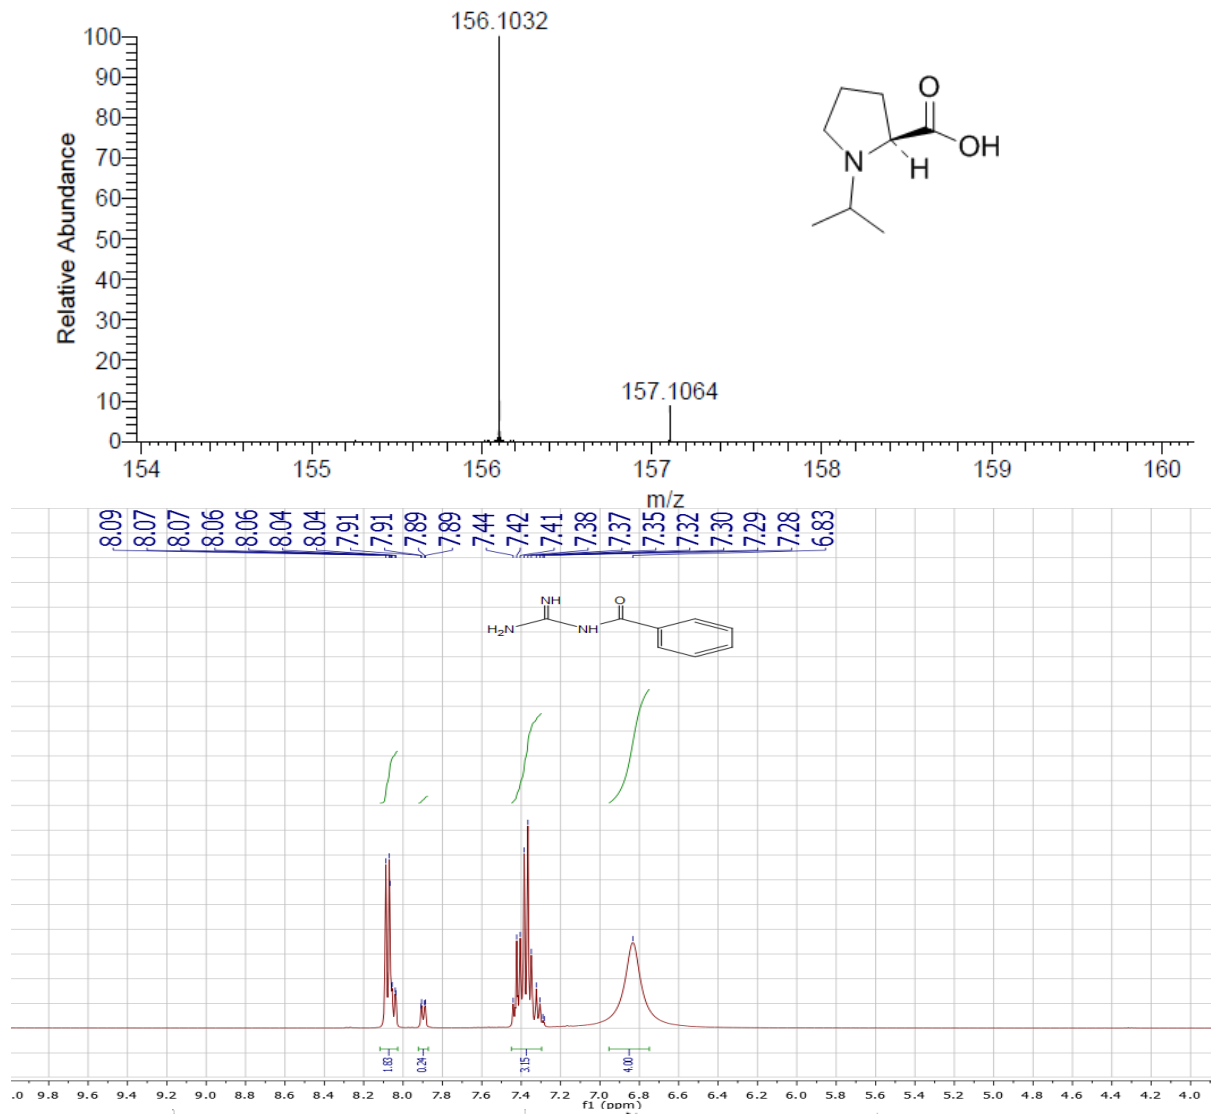 156.1032
100
90
80
70
60
50
40
30
20
10
0
Relative Abundance
O
OH
N
H
157.1064
154 155 156 157 158 159 160
m/z
8.09 8.07 8.07 8.06 8.06 8.04 8.04 7.91 7.91 7.89 7.89 7.44 7.42 7.41 7.38 7.37 7.35 7.32 7.30 7.29 7.28 6.83
NH O
H₂N NH
1.83 0.24 3.15 4.00
.0 9.8 9.6 9.4 9.2 9.0 8.8 8.6 8.4 8.2 8.0 7.8 7.6 7.4 7.2 7.0 6.8 6.6 6.4 6.2 6.0 5.8 5.6 5.4 5.2 5.0 4.8 4.6 4.4 4.2 4.0
f1 (ppm)